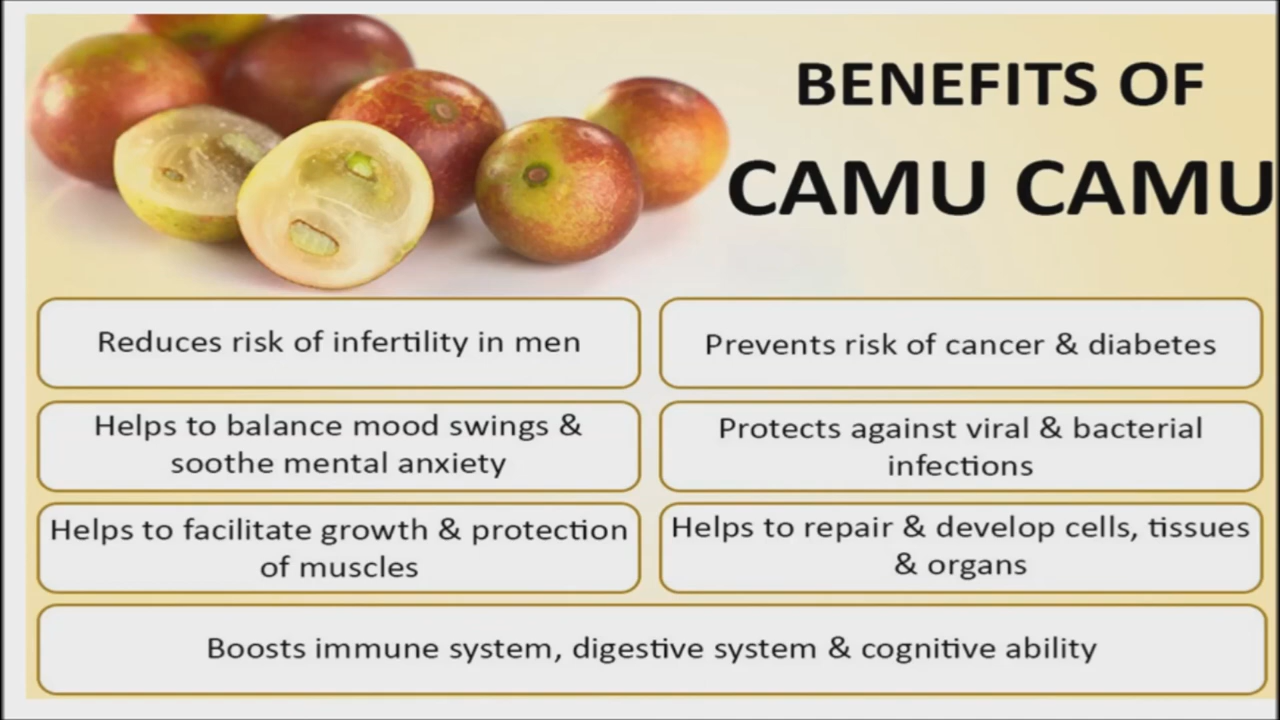 BENEFITS OF
CAMU CAMU
Reduces risk of infertility in men
Prevents risk of cancer & diabetes
Helps to balance mood swings &
soothe mental anxiety
Protects against viral & bacterial
infections
Helps to facilitate growth & protection
of muscles
Helps to repair & develop cells, tissues
& organs
Boosts immune system, digestive system & cognitive ability